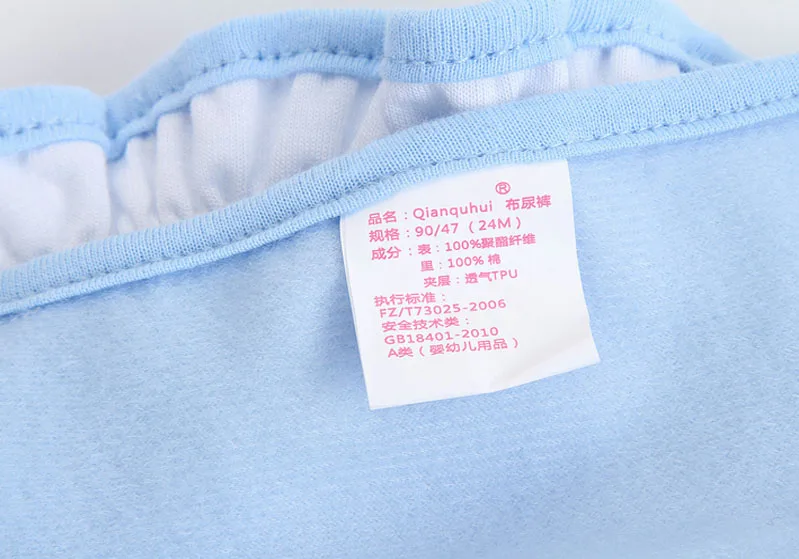 品名：Qianquhui® 布尿裤
规格：90/47（24M）
成分：表：100%聚酯纤维
里：100% 棉
夹层：透气TPU
执行标准：
FZ/T73025-2006
安全技术类：
GB18401-2010
A类（婴幼儿用品）